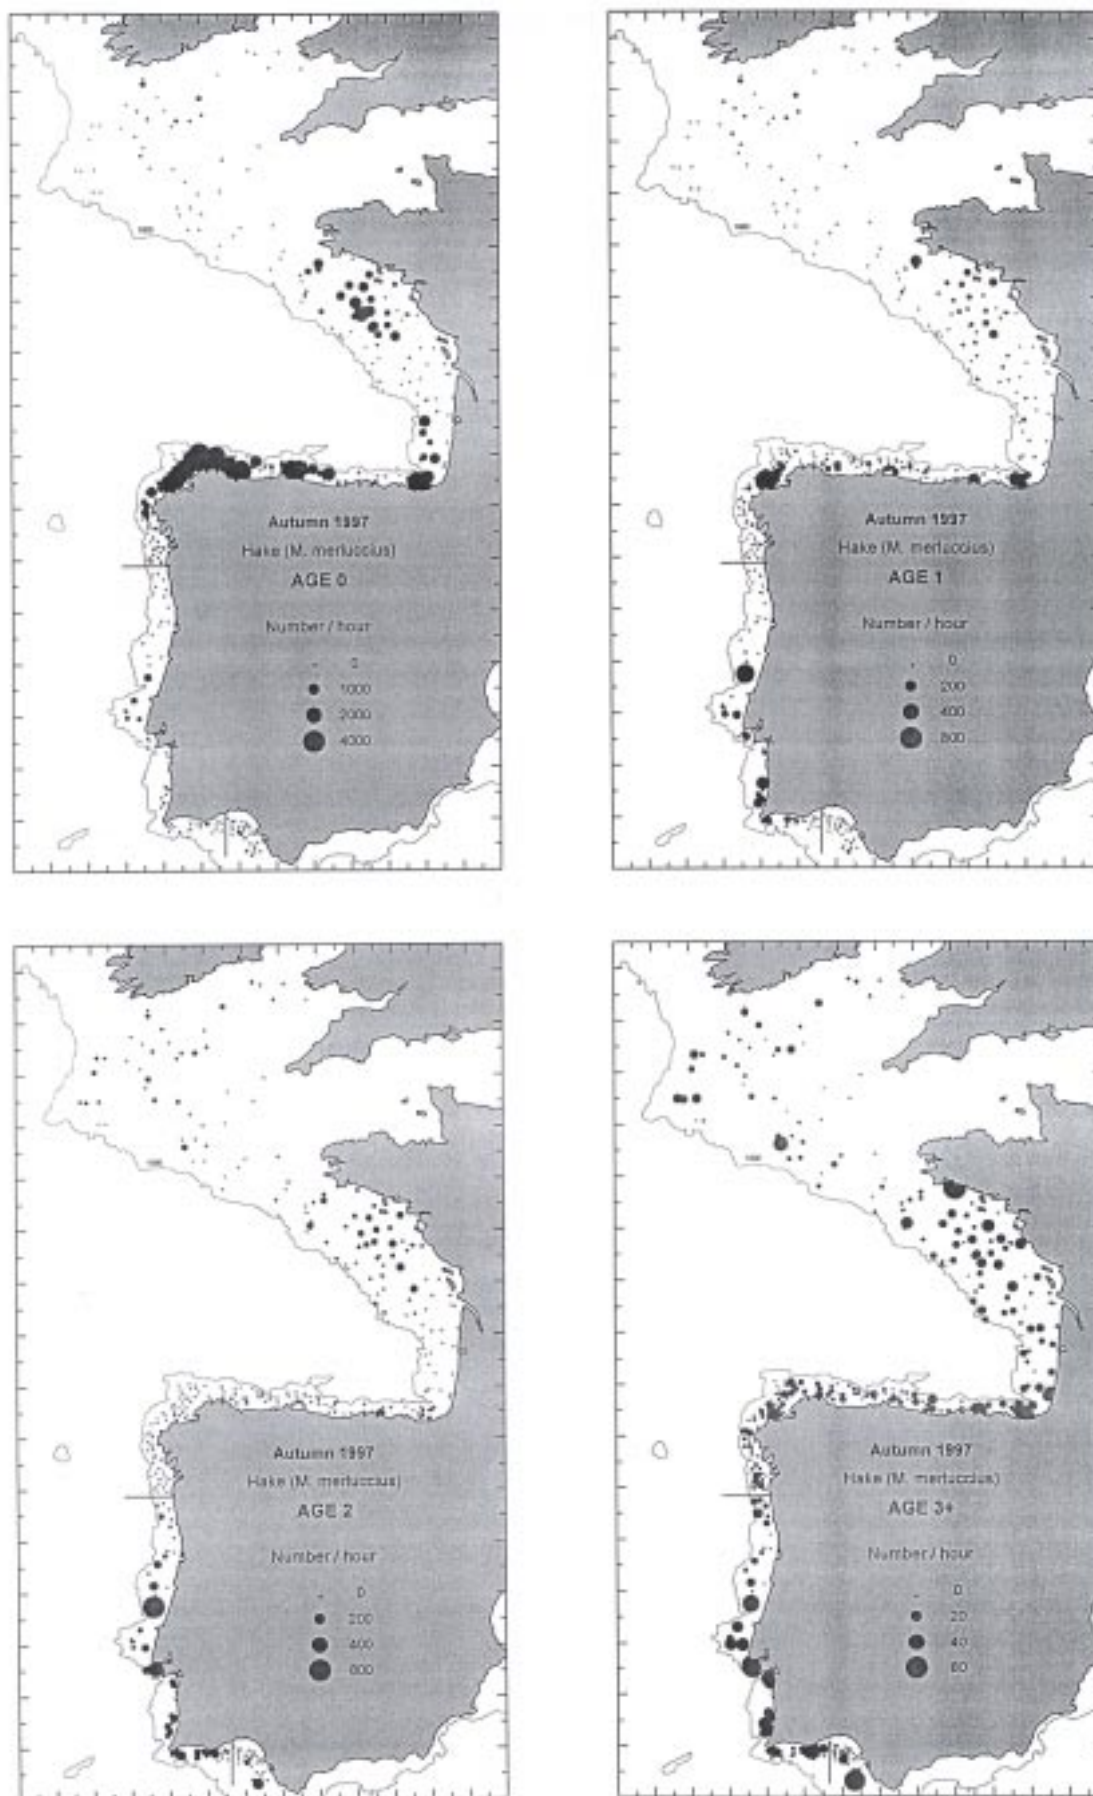 Autumn 1997
Hake (M. merluccius)
AGE 0
Number / hour
0
1000
2000
4000
Autumn 1997
Hake (M. merluccius)
AGE 1
Number / hour
0
200
400
800
Autumn 1997
Hake (M. merluccius)
AGE 2
Number / hour
0
200
400
800
Autumn 1997
Hake (M. merluccius)
AGE 3+
Number / hour
0
20
40